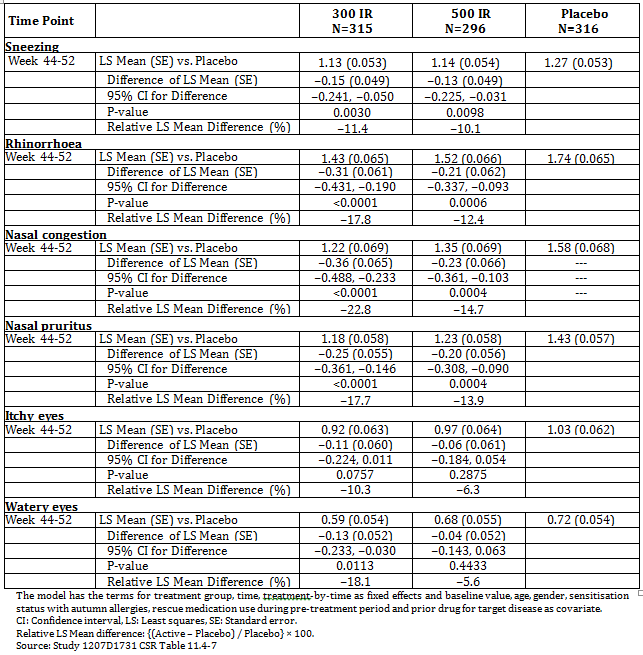 Time Point 300 IR N=315 500 IR N=296 Placebo N=316
Sneezing
Week 44-52 LS Mean (SE) vs. Placebo 1.13 (0.053) 1.14 (0.054) 1.27 (0.053)
Difference of LS Mean (SE) −0.15 (0.049) −0.13 (0.049)
95% CI for Difference −0.241, −0.050 −0.225, −0.031
P-value 0.0030 0.0098
Relative LS Mean Difference (%) −11.4 −10.1
Rhinorrhoea
Week 44-52 LS Mean (SE) vs. Placebo 1.43 (0.065) 1.52 (0.066) 1.74 (0.065)
Difference of LS Mean (SE) −0.31 (0.061) −0.21 (0.062)
95% CI for Difference −0.431, −0.190 −0.337, −0.093
P-value <0.0001 0.0006
Relative LS Mean Difference (%) −17.8 −12.4
Nasal congestion
Week 44-52 LS Mean (SE) vs. Placebo 1.22 (0.069) 1.35 (0.069) 1.58 (0.068)
Difference of LS Mean (SE) −0.36 (0.065) −0.23 (0.066) ---
95% CI for Difference −0.488, −0.233 −0.361, −0.103 ---
P-value <0.0001 0.0004 ---
Relative LS Mean Difference (%) −22.8 −14.7
Nasal pruritus
Week 44-52 LS Mean (SE) vs. Placebo 1.18 (0.058) 1.23 (0.058) 1.43 (0.057)
Difference of LS Mean (SE) −0.25 (0.055) −0.20 (0.056)
95% CI for Difference −0.361, −0.146 −0.308, −0.090
P-value <0.0001 0.0004
Relative LS Mean Difference (%) −17.7 −13.9
Itchy eyes
Week 44-52 LS Mean (SE) vs. Placebo 0.92 (0.063) 0.97 (0.064) 1.03 (0.062)
Difference of LS Mean (SE) −0.11 (0.060) −0.06 (0.061)
95% CI for Difference −0.224, 0.011 −0.184, 0.054
P-value 0.0757 0.2875
Relative LS Mean Difference (%) −10.3 −6.3
Watery eyes
Week 44-52 LS Mean (SE) vs. Placebo 0.59 (0.054) 0.68 (0.055) 0.72 (0.054)
Difference of LS Mean (SE) −0.13 (0.052) −0.04 (0.052)
95% CI for Difference −0.233, −0.030 −0.143, 0.063
P-value 0.0113 0.4433
Relative LS Mean Difference (%) −18.1 −5.6
The model has the terms for treatment group, time, treatment-by-time as fixed effects and baseline value, age, gender, sensitisation
status with autumn allergies, rescue medication use during pre-treatment period and prior drug for target disease as covariate.
CI: Confidence interval, LS: Least squares, SE: Standard error.
Relative LS Mean difference: {(Active – Placebo) / Placebo} × 100.
Source: Study 1207D1731 CSR Table 11.4-7